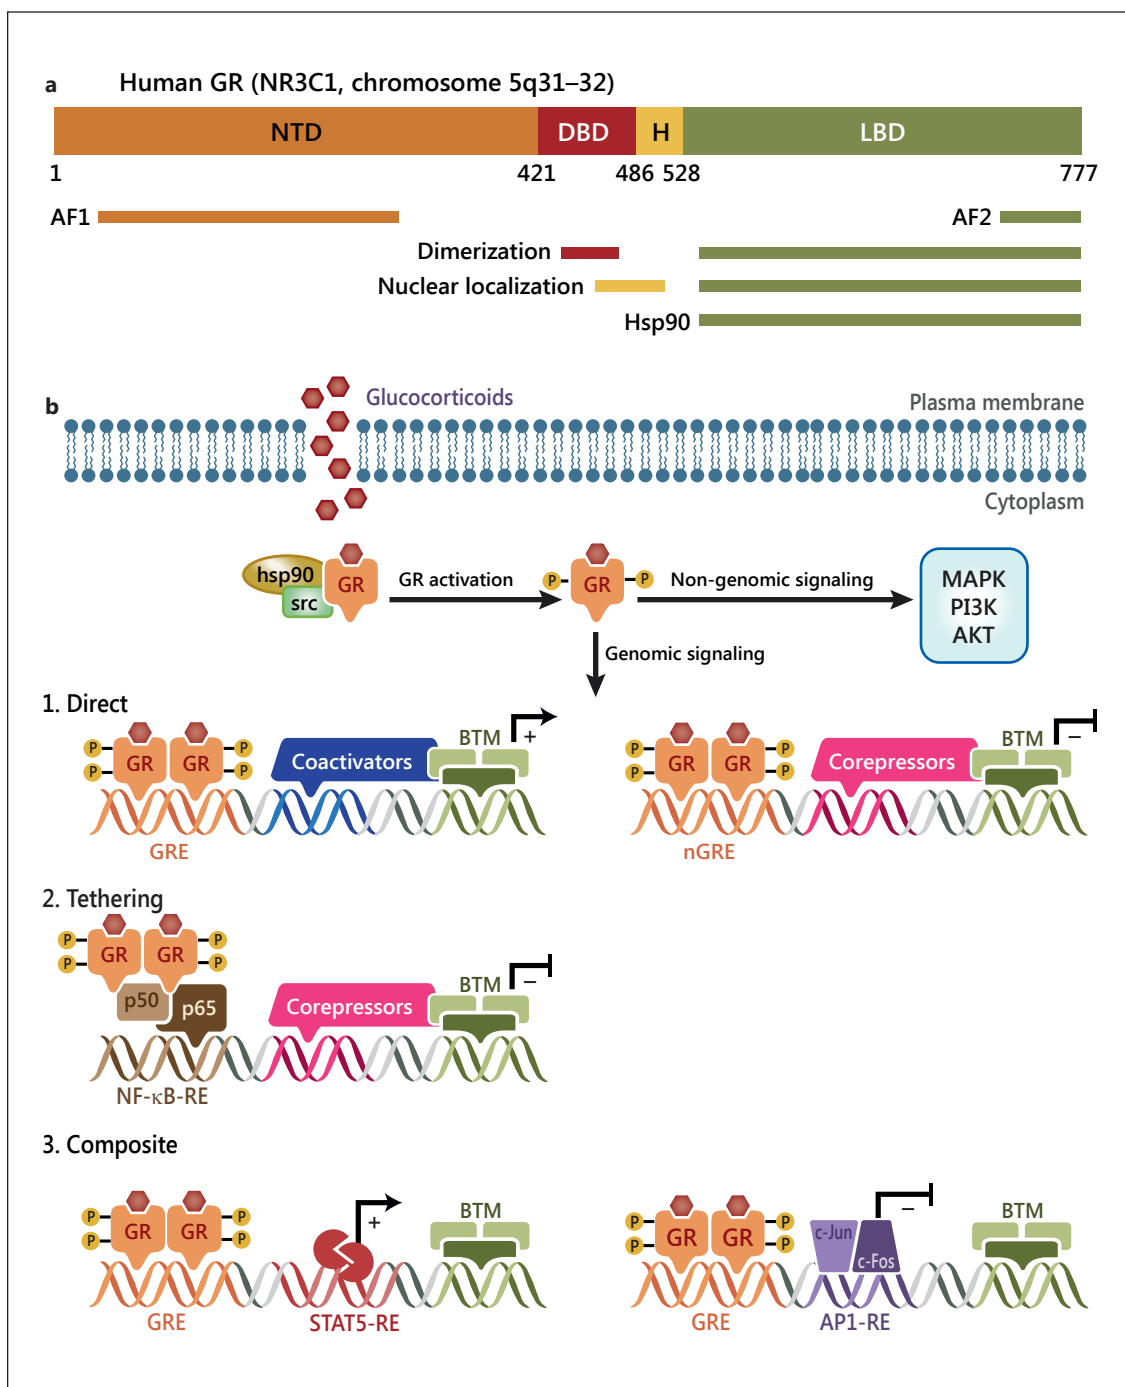 a Human GR (NR3C1, chromosome 5q31–32)
NTD DBD H LBD
1 421 486 528 777
AF1 AF2
Dimerization
Nuclear localization
Hsp90
b Glucocorticoids
Plasma membrane
Cytoplasm
hsp90
src
GR
GR activation
P GR P
Non-genomic signaling
MAPK
PI3K
AKT
Genomic signaling
1. Direct
P P GR GR P P
Coactivators
BTM
+
GRE
P P GR GR P P
Corepressors
BTM
–
nGRE
2. Tethering
P P GR GR P P
p50 p65
Corepressors
BTM
–
NF-κB-RE
3. Composite
P P GR GR P P
+
BTM
GRE STAT5-RE
P P GR GR P P
c-Jun
c-Fos
–
BTM
GRE AP1-RE